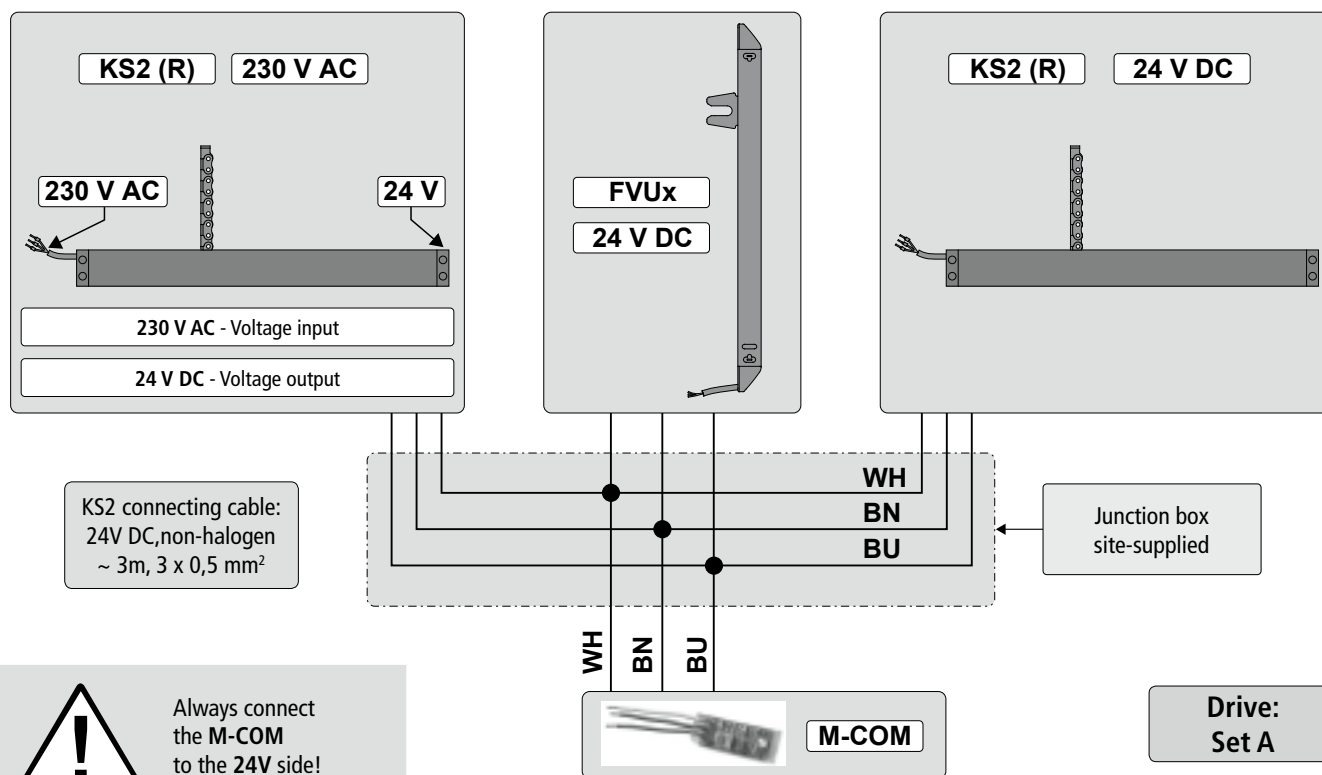 KS2 (R) 230 V AC
230 V AC
24 V
230 V AC - Voltage input
24 V DC - Voltage output
FVUx
24 V DC
KS2 (R) 24 V DC
KS2 connecting cable:
24V DC,non-halogen
~ 3m, 3 x 0,5 mm²
WH
BN
BU
Junction box
site-supplied
WH
BN
BU
M-COM
!
Always connect
the M-COM
to the 24V side!
Drive:
Set A